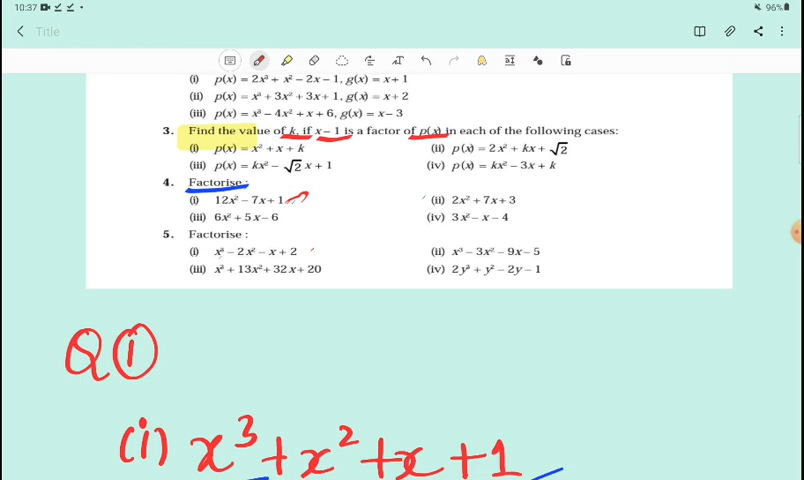 10:37
96%
Title
(i) p(x) = 2x³ + x² – 2x – 1, g(x) = x + 1
(ii) p(x) = x³ + 3x² + 3x + 1, g(x) = x + 2
(iii) p(x) = x³ – 4x² + x + 6, g(x) = x – 3
3. Find the value of k, if x – 1 is a factor of p(x) in each of the following cases:
(i) p(x) = x² + x + k (ii) p(x) = 2x² + kx + √2
(iii) p(x) = kx² – √2 x + 1 (iv) p(x) = kx² – 3x + k
4. Factorise :
(i) 12x² – 7x + 1 (ii) 2x² + 7x + 3
(iii) 6x² + 5x – 6 (iv) 3x² – x – 4
5. Factorise :
(i) x³ – 2x² – x + 2 (ii) x³ – 3x² – 9x – 5
(iii) x³ + 13x² + 32x + 20 (iv) 2y³ + y² – 2y – 1
Q 1
(i) x³ + x² + x + 1